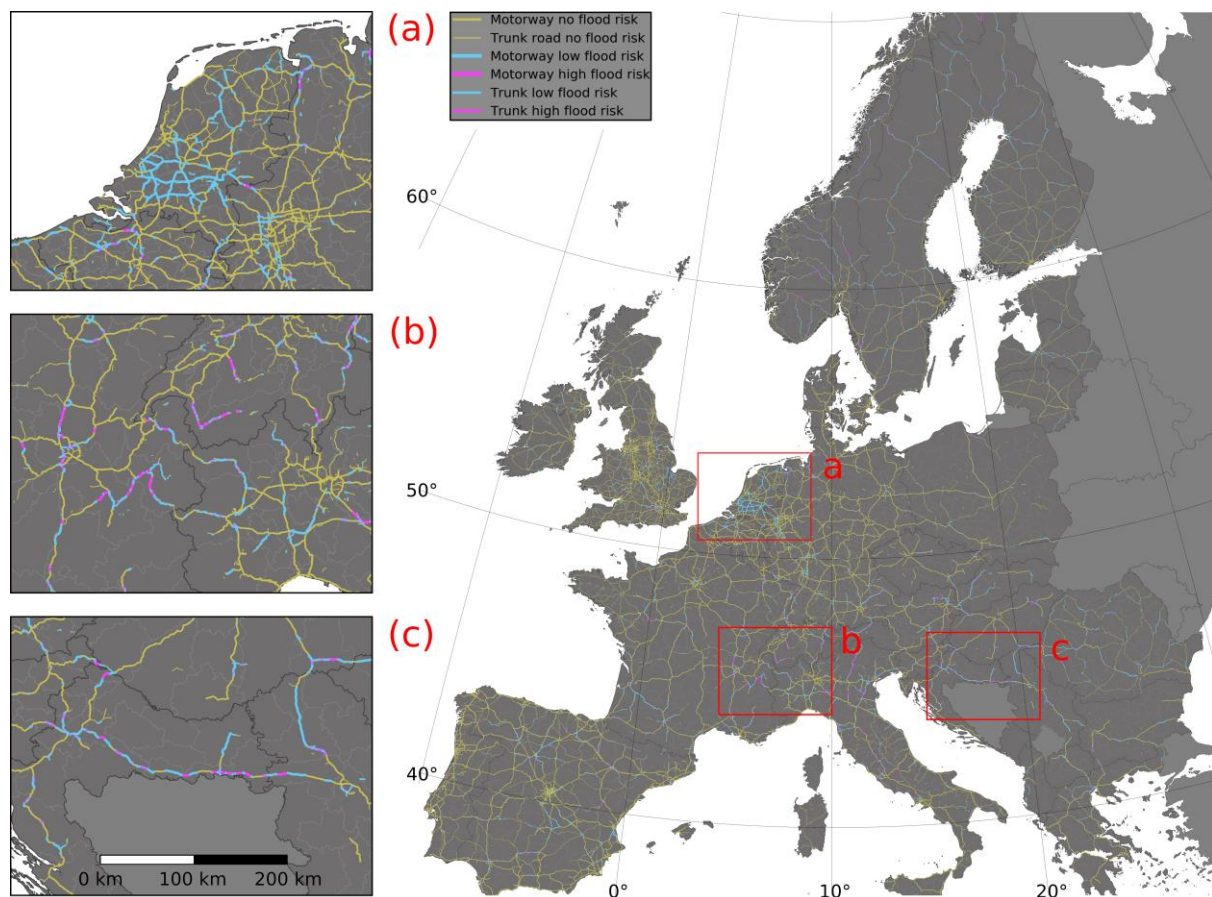 (a)
Motorway no flood risk
Trunk road no flood risk
Motorway low flood risk
Motorway high flood risk
Trunk low flood risk
Trunk high flood risk
60°
(b)
a
50°
(c)
b
c
40°
0 km
100 km
200 km
0°
10°
20°